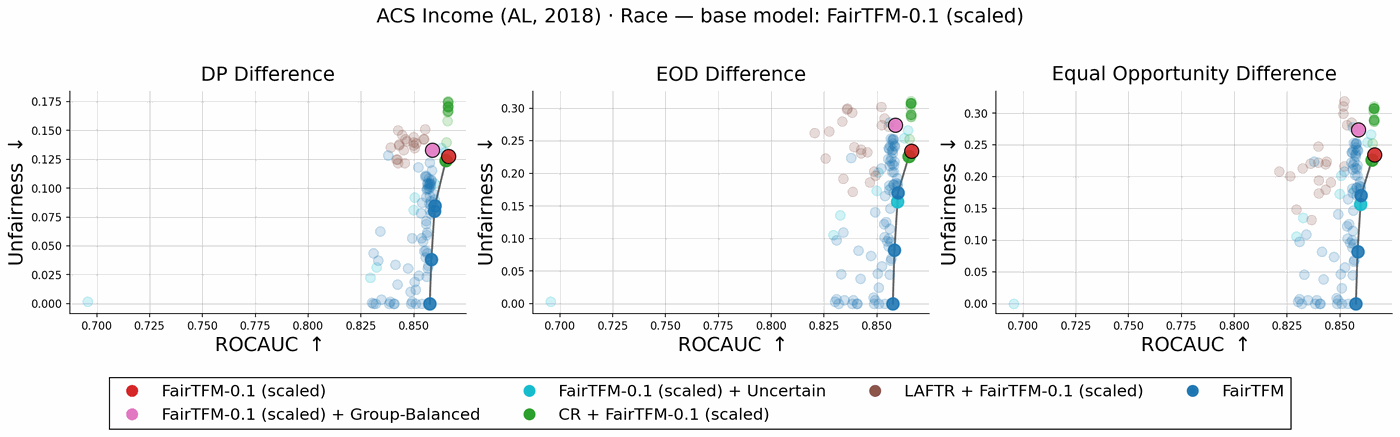 ACS Income (AL, 2018) · Race — base model: FairTFM-0.1 (scaled)
DP Difference
Unfairness ↓
0.175
0.150
0.125
0.100
0.075
0.050
0.025
0.000
0.700 0.725 0.750 0.775 0.800 0.825 0.850
ROCAUC ↑
EOD Difference
Unfairness ↓
0.30
0.25
0.20
0.15
0.10
0.05
0.00
0.700 0.725 0.750 0.775 0.800 0.825 0.850
ROCAUC ↑
Equal Opportunity Difference
Unfairness ↓
0.30
0.25
0.20
0.15
0.10
0.05
0.00
0.700 0.725 0.750 0.775 0.800 0.825 0.850
ROCAUC ↑
FairTFM-0.1 (scaled)
FairTFM-0.1 (scaled) + Group-Balanced
FairTFM-0.1 (scaled) + Uncertain
CR + FairTFM-0.1 (scaled)
LAFTR + FairTFM-0.1 (scaled)
FairTFM